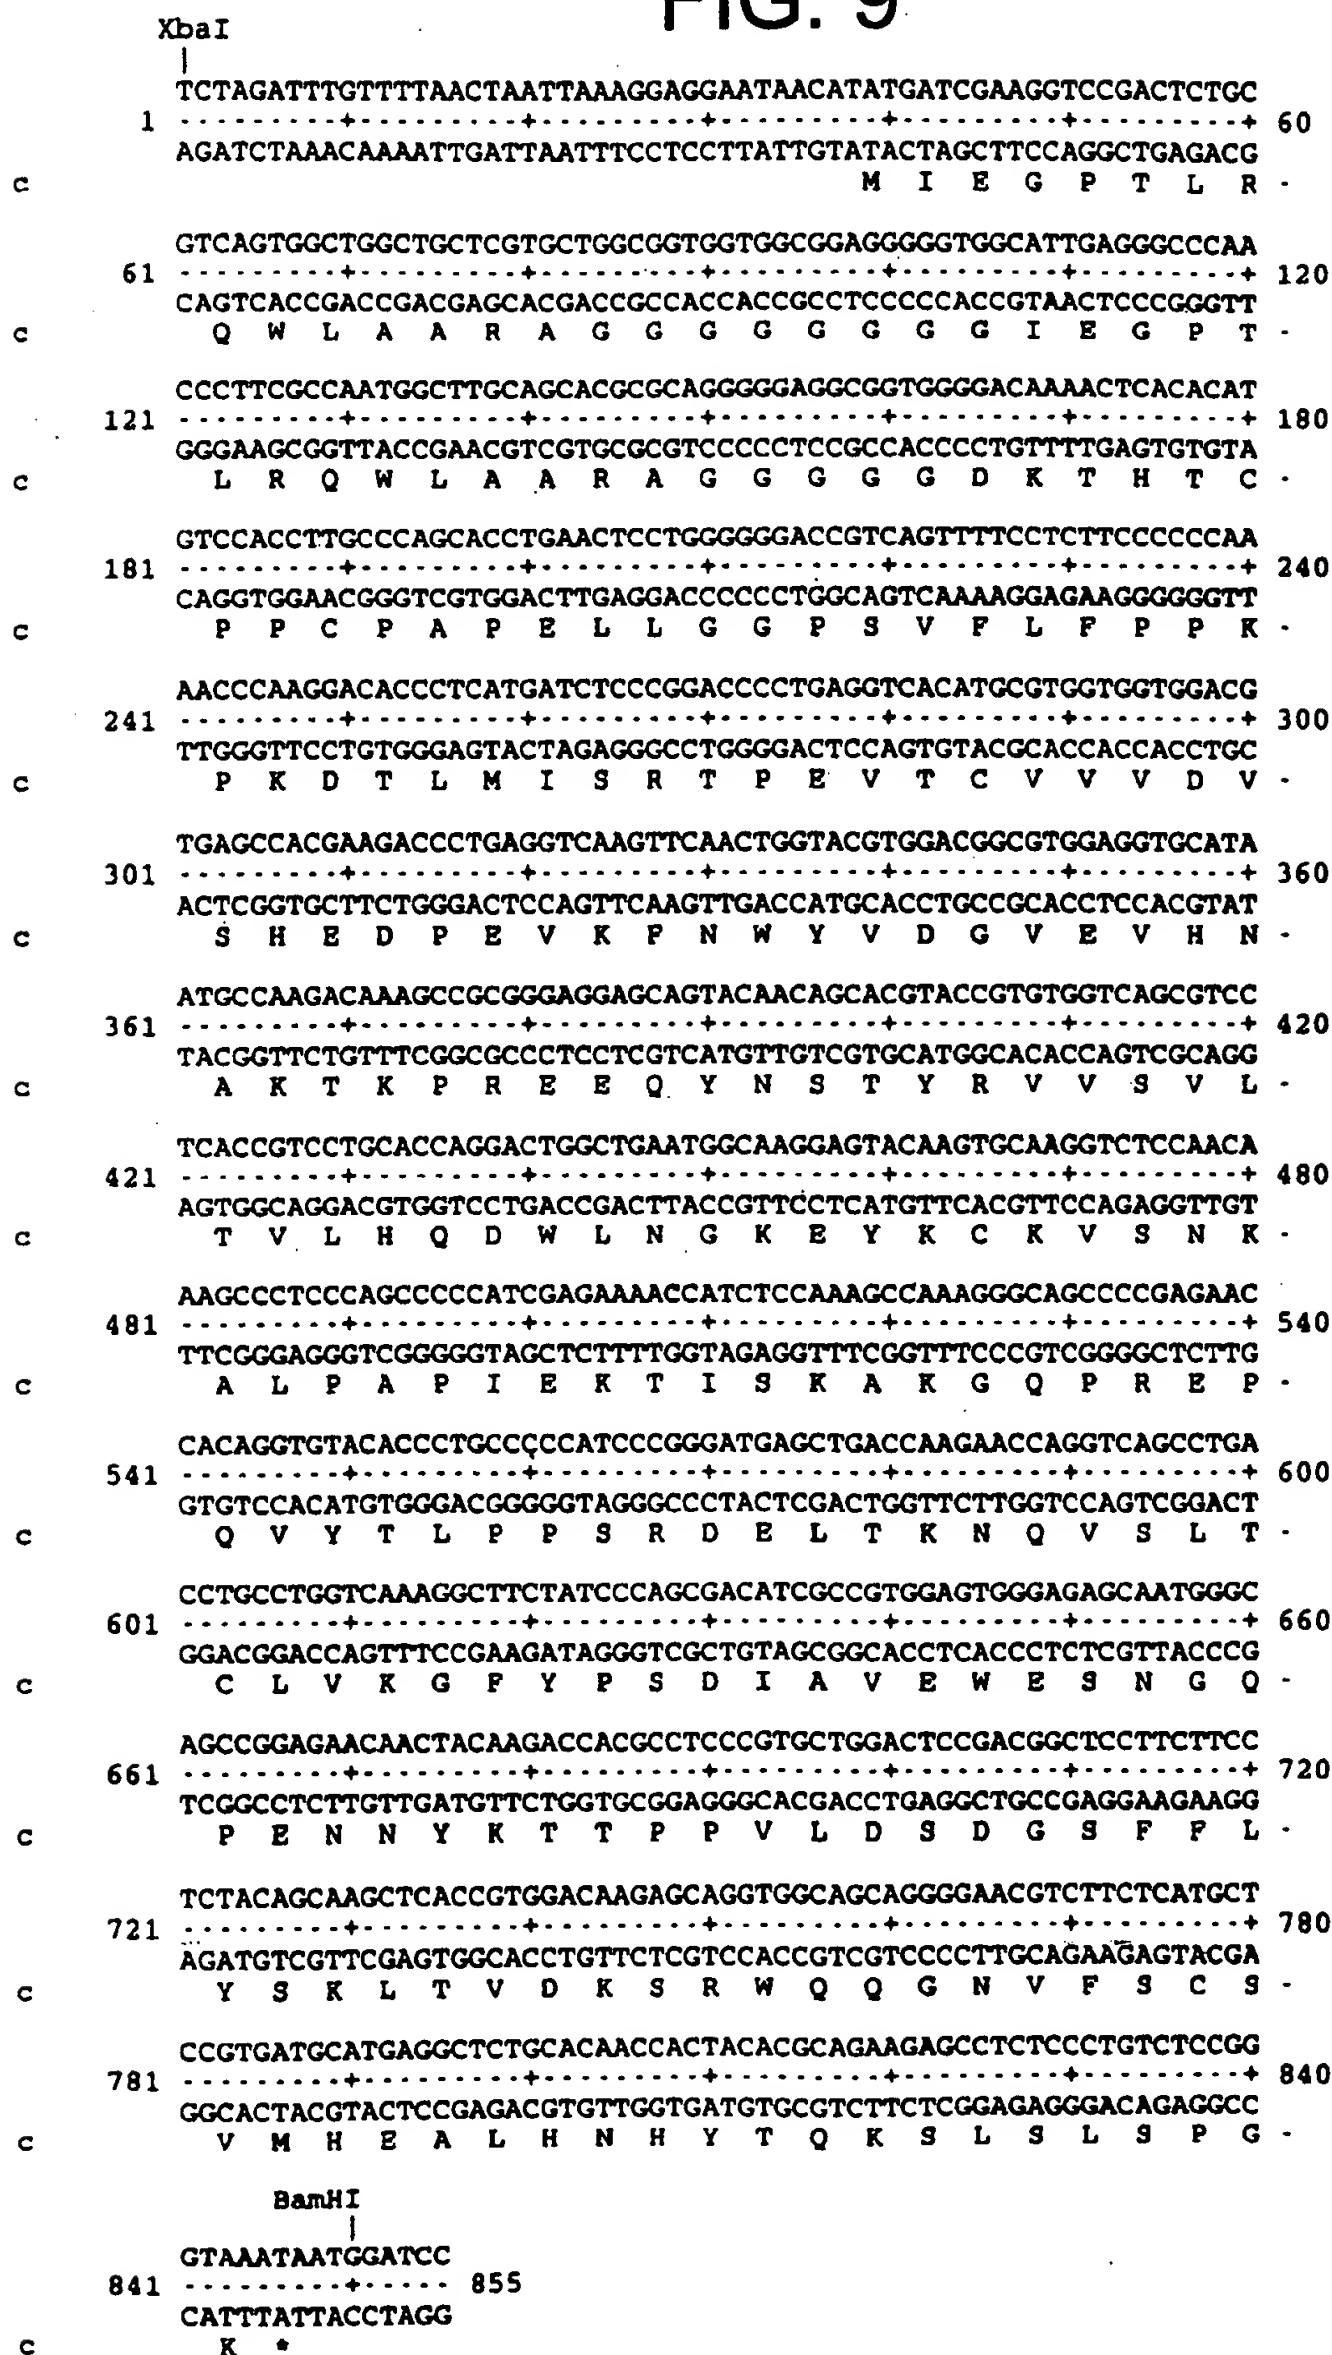 FIG. 9
XbaI
TCTAGATTTGTTTTAACTAATTAAAGGAGGAATAACATATGATCGAAGGTCCGACTCTGC
1 ---------+---------+---------+---------+---------+---------+ 60
AGATCTAAACAAAATTGATTAATTTCCTCCTTATTGTATACTAGCTTCCAGGCTGAGACG
c M I E G P T L R -
GTCAGTGGCTGGCTGCTCGTGCTGGCGGTGGTGGCGGAGGGGGTGGCATTGAGGGCCCAA
61 ---------+---------+---------+---------+---------+---------+ 120
CAGTCACCGACCGACGAGCACGACCGCCACCACCGCCTCCCCCACCGTAACTCCCGGGTT
c Q W L A A R A G G G G G G G G I E G P T -
CCCTTCGCCAATGGCTTGCAGCACGCGCAGGGGGAGGCGGTGGGGACAAAACTCACACAT
121 ---------+---------+---------+---------+---------+---------+ 180
GGGAAGCGGTTACCGAACGTCGTGCGCGTCCCCCTCCGCCACCCCTGTTTTGAGTGTGTA
c L R Q W L A A R A G G G G G D K T H T C -
GTCCACCTTGCCCAGCACCTGAACTCCTGGGGGGACCGTCAGTTTTCCTCTTCCCCCCAA
181 ---------+---------+---------+---------+---------+---------+ 240
CAGGTGGAACGGGTCGTGGACTTGAGGACCCCCCTGGCAGTCAAAAGGAGAAGGGGGGTT
c P P C P A P E L L G G P S V F L F P P K -
AACCCAAGGACACCCTCATGATCTCCCGGACCCCTGAGGTCACATGCGTGGTGGTGGACG
241 ---------+---------+---------+---------+---------+---------+ 300
TTGGGTTCCTGTGGGAGTACTAGAGGGCCTGGGGACTCCAGTGTACGCACCACCACCTGC
c P K D T L M I S R T P E V T C V V V D V -
TGAGCCACGAAGACCCTGAGGTCAAGTTCAACTGGTACGTGGACGGCGTGGAGGTGCATA
301 ---------+---------+---------+---------+---------+---------+ 360
ACTCGGTGCTTCTGGGACTCCAGTTCAAGTTGACCATGCACCTGCCGCACCTCCACGTAT
c S H E D P E V K F N W Y V D G V E V H N -
ATGCCAAGACAAAGCCGCGGGAGGAGCAGTACAACAGCACGTACCGTGTGGTCAGCGTCC
361 ---------+---------+---------+---------+---------+---------+ 420
TACGGTTCTGTTTCGGCGCCCTCCTCGTCATGTTGTCGTGCATGGCACACCAGTCGCAGG
c A K T K P R E E Q Y N S T Y R V V S V L -
TCACCGTCCTGCACCAGGACTGGCTGAATGGCAAGGAGTACAAGTGCAAGGTCTCCAACA
421 ---------+---------+---------+---------+---------+---------+ 480
AGTGGCAGGACGTGGTCCTGACCGACTTACCGTTCCTCATGTTCACGTTCCAGAGGTTGT
c T V L H Q D W L N G K E Y K C K V S N K -
AAGCCCTCCCAGCCCCCATCGAGAAAACCATCTCCAAAGCCAAAGGGCAGCCCCGAGAAC
481 ---------+---------+---------+---------+---------+---------+ 540
TTCGGGAGGGTCGGGGGTAGCTCTTTTGGTAGAGGTTTCGGTTTCCCGTCGGGGCTCTTG
c A L P A P I E K T I S K A K G Q P R E P -
CACAGGTGTACACCCTGCCCCCATCCCGGGATGAGCTGACCAAGAACCAGGTCAGCCTGA
541 ---------+---------+---------+---------+---------+---------+ 600
GTGTCCACATGTGGGACGGGGGTAGGGCCCTACTCGACTGGTTCTTGGTCCAGTCGGACT
c Q V Y T L P P S R D E L T K N Q V S L T -
CCTGCCTGGTCAAAGGCTTCTATCCCAGCGACATCGCCGTGGAGTGGGAGAGCAATGGGC
601 ---------+---------+---------+---------+---------+---------+ 660
GGACGGACCAGTTTCCGAAGATAGGGTCGCTGTAGCGGCACCTCACCCTCTCGTTACCCG
c C L V K G F Y P S D I A V E W E S N G Q -
AGCCGGAGAACAACTACAAGACCACGCCTCCCGTGCTGGACTCCGACGGCTCCTTCTTCC
661 ---------+---------+---------+---------+---------+---------+ 720
TCGGCCTCTTGTTGATGTTCTGGTGCGGAGGGCACGACCTGAGGCTGCCGAGGAAGAAGG
c P E N N Y K T T P P V L D S D G S F F L -
TCTACAGCAAGCTCACCGTGGACAAGAGCAGGTGGCAGCAGGGGAACGTCTTCTCATGCT
721 ---------+---------+---------+---------+---------+---------+ 780
AGATGTCGTTCGAGTGGCACCTGTTCTCGTCCACCGTCGTCCCCTTGCAGAAGAGTACGA
c Y S K L T V D K S R W Q Q G N V F S C S -
CCGTGATGCATGAGGCTCTGCACAACCACTACACGCAGAAGAGCCTCTCCCTGTCTCCGG
781 ---------+---------+---------+---------+---------+---------+ 840
GGCACTACGTACTCCGAGACGTGTTGGTGATGTGCGTCTTCTCGGAGAGGGACAGAGGCC
c V M H E A L H N H Y T Q K S L S L S P G -
BamHI
GTAAATAATGGATCC
841 ---------+----- 855
CATTTATTACCTAGG
c K *